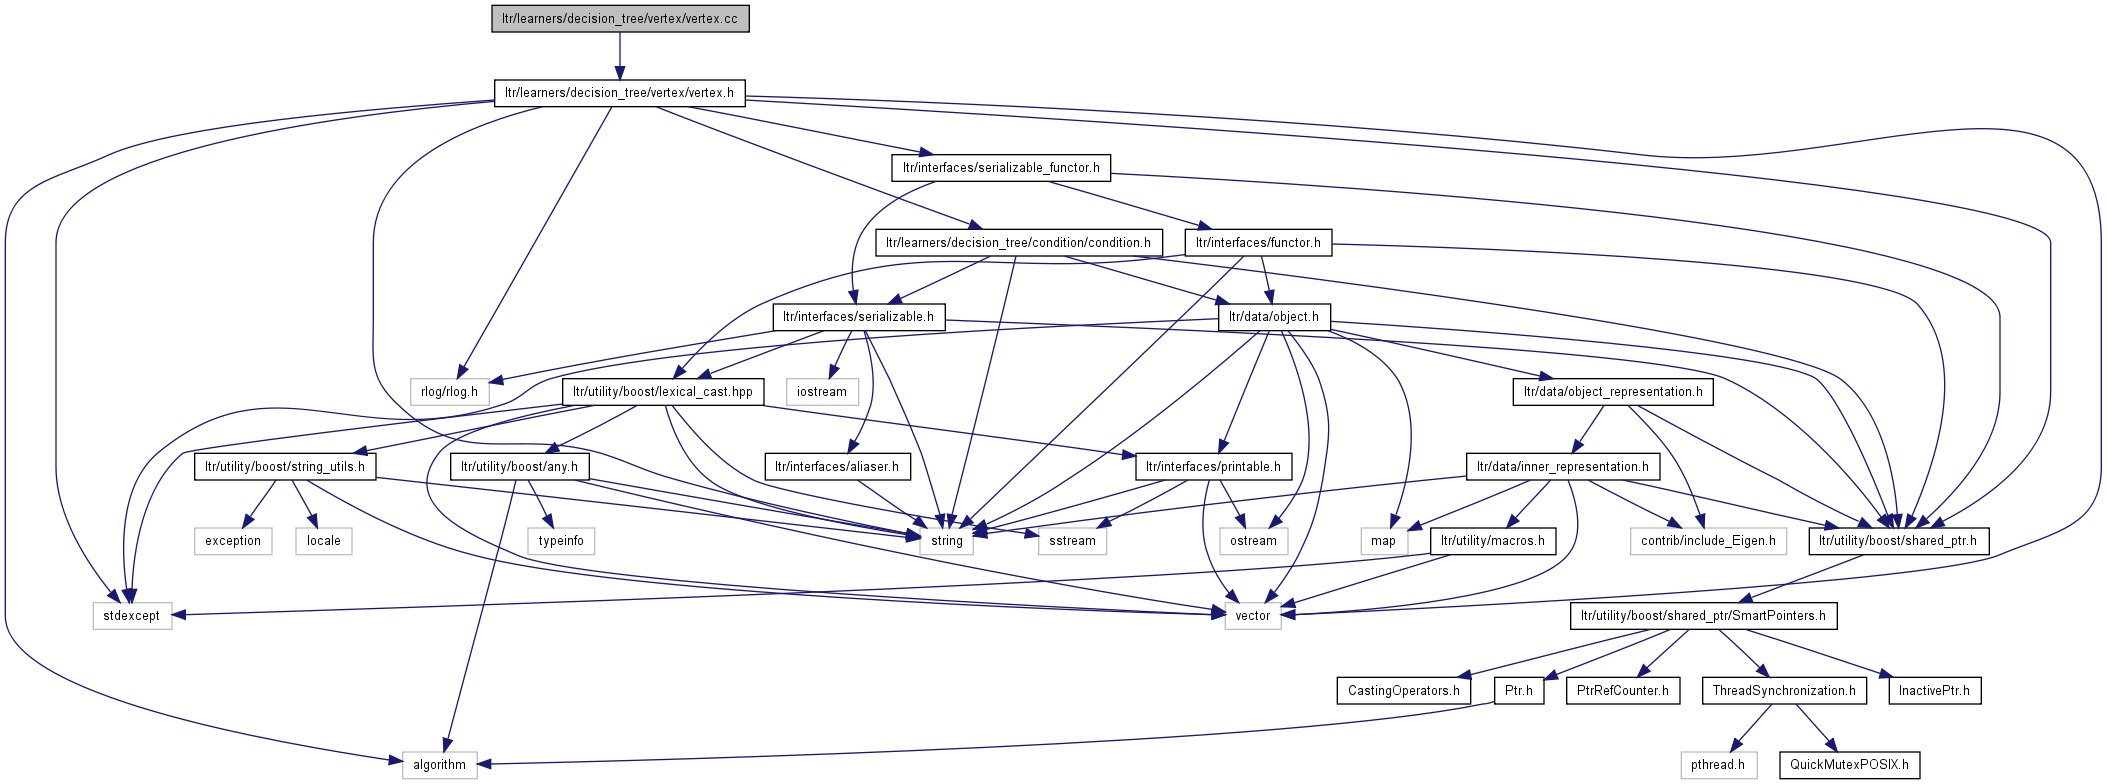 ltr/learners/decision_tree/vertex/vertex.cc
ltr/learners/decision_tree/vertex/vertex.h
ltr/interfaces/serializable_functor.h
ltr/learners/decision_tree/condition/condition.h
ltr/interfaces/functor.h
ltr/interfaces/serializable.h
ltr/data/object.h
rlog/rlog.h
ltr/utility/boost/lexical_cast.hpp
iostream
ltr/data/object_representation.h
ltr/utility/boost/string_utils.h
ltr/utility/boost/any.h
ltr/interfaces/aliaser.h
ltr/interfaces/printable.h
ltr/data/inner_representation.h
exception
locale
typeinfo
string
sstream
ostream
map
ltr/utility/macros.h
contrib/include_Eigen.h
ltr/utility/boost/shared_ptr.h
stdexcept
vector
ltr/utility/boost/shared_ptr/SmartPointers.h
CastingOperators.h
Ptr.h
PtrRefCounter.h
ThreadSynchronization.h
InactivePtr.h
algorithm
pthread.h
QuickMutexPOSIX.h